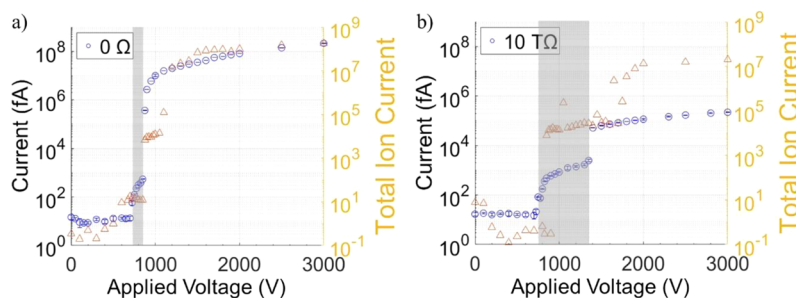 a)
0 Ω
Current (fA)
10^8
10^6
10^4
10^2
10^0
Total Ion Current
10^9
10^7
10^5
10^3
10^1
10^-1
0 1000 2000 3000
Applied Voltage (V)
b)
10 TΩ
Current (fA)
10^8
10^6
10^4
10^2
10^0
Total Ion Current
10^9
10^7
10^5
10^3
10^1
10^-1
0 1000 2000 3000
Applied Voltage (V)